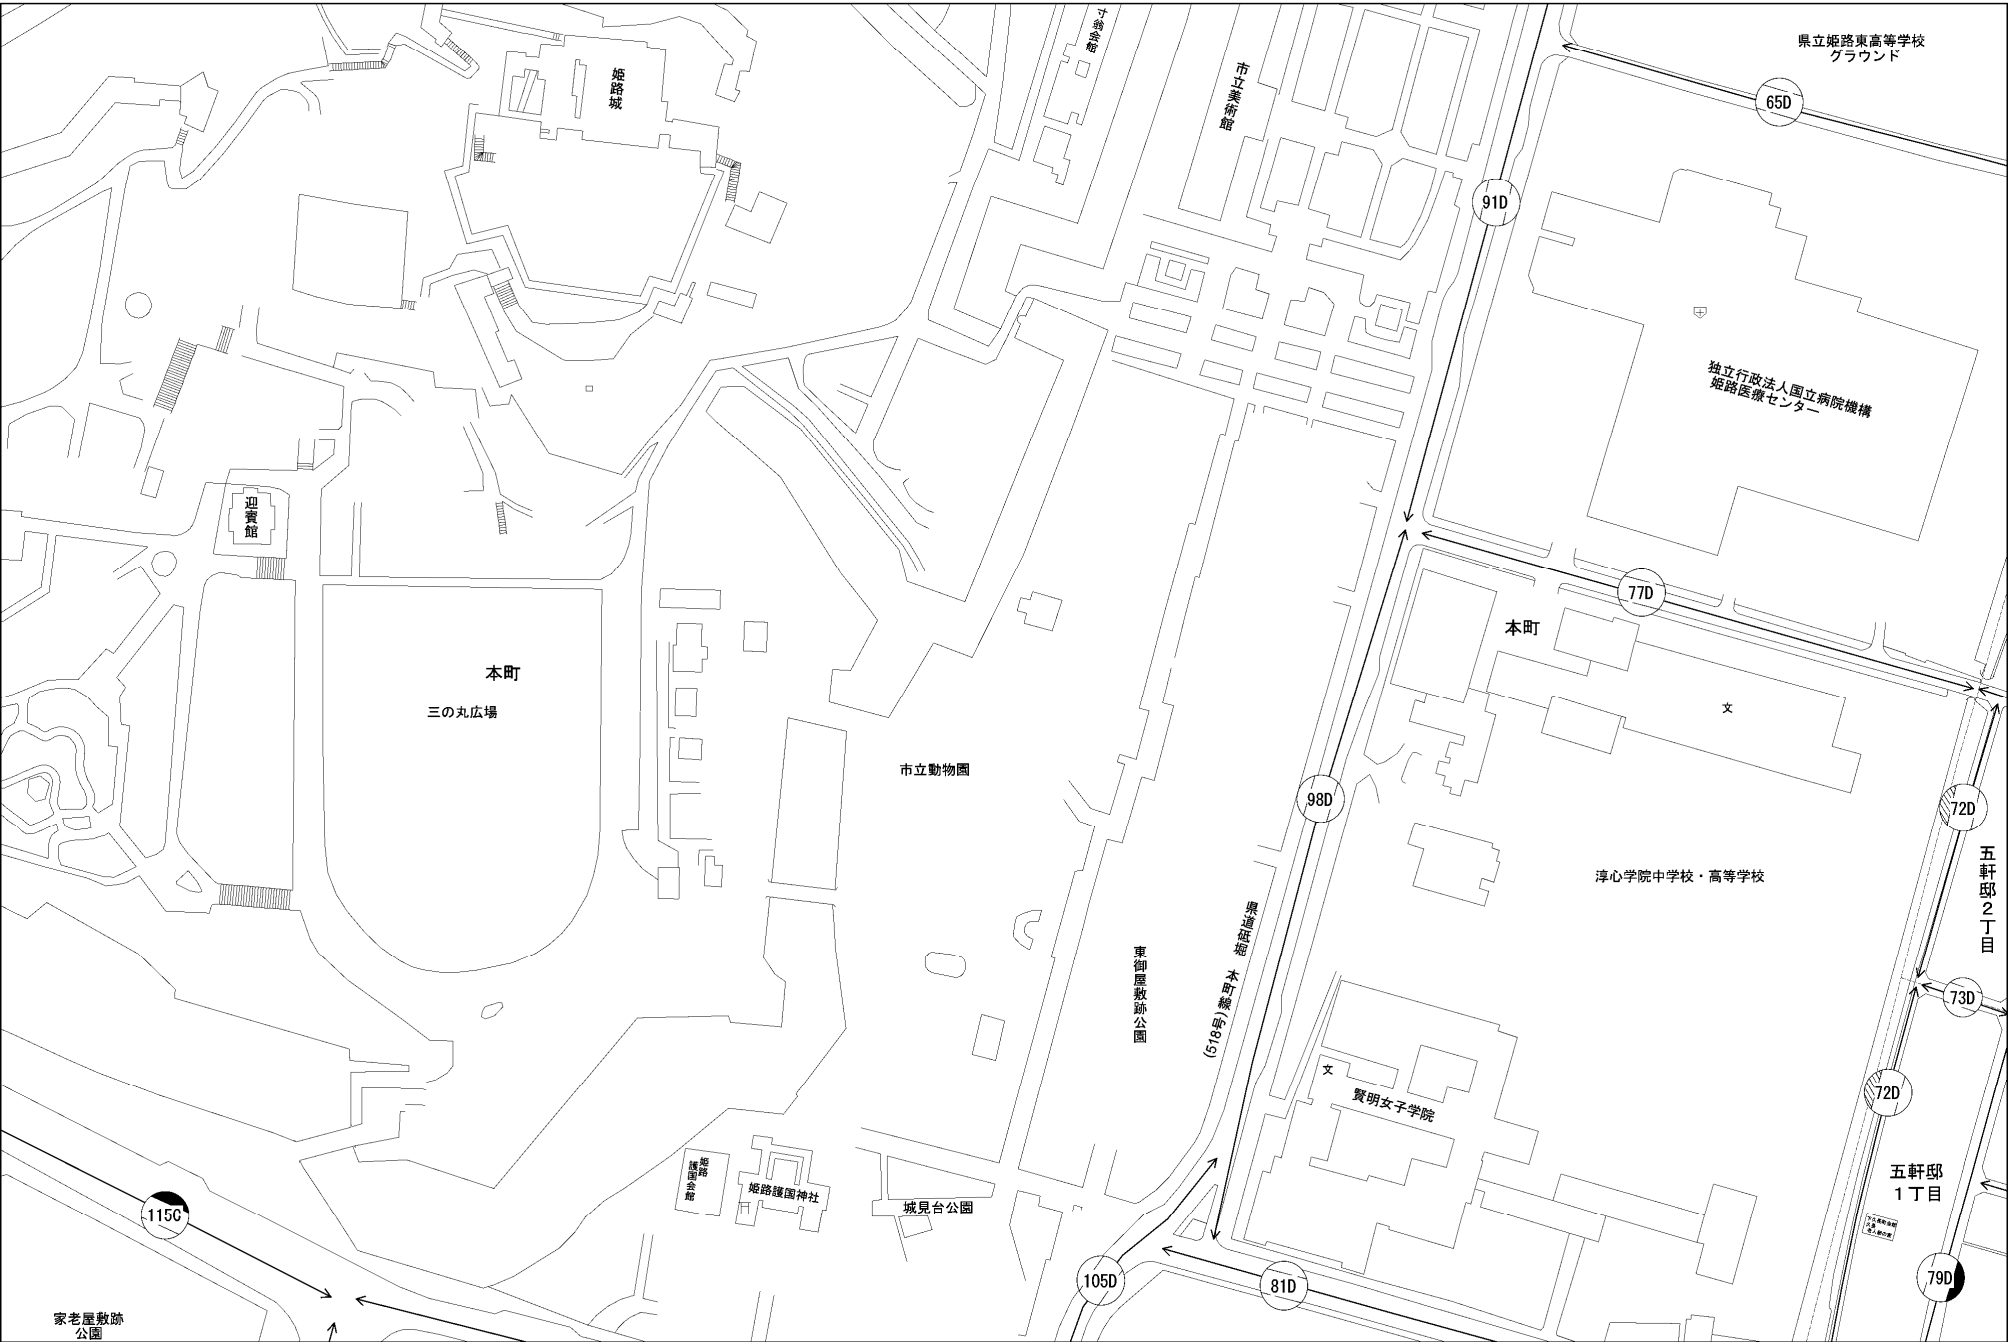 寸翁会館
県立姫路東高等学校
グラウンド
姫路城
市立美術館
65D
91D
独立行政法人国立病院機構
姫路医療センター
迎賓館
77D
本町
本町
三の丸広場
文
市立動物園
98D
72D
五軒邸2丁目
淳心学院中学校・高等学校
県道砥堀
本町線
(518号)
東御屋敷跡公園
73D
文
賢明女子学院
72D
姫路
護国会館
姫路護国神社
城見台公園
五軒邸
1丁目
115C
105D
81D
79D
家老屋敷跡
公園